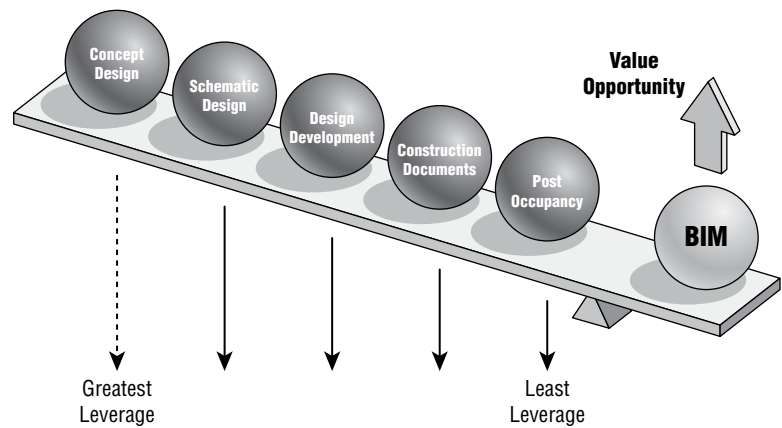 Concept
Design
Schematic
Design
Design
Development
Construction
Documents
Post
Occupancy
BIM
Value
Opportunity
Greatest
Leverage
Least
Leverage